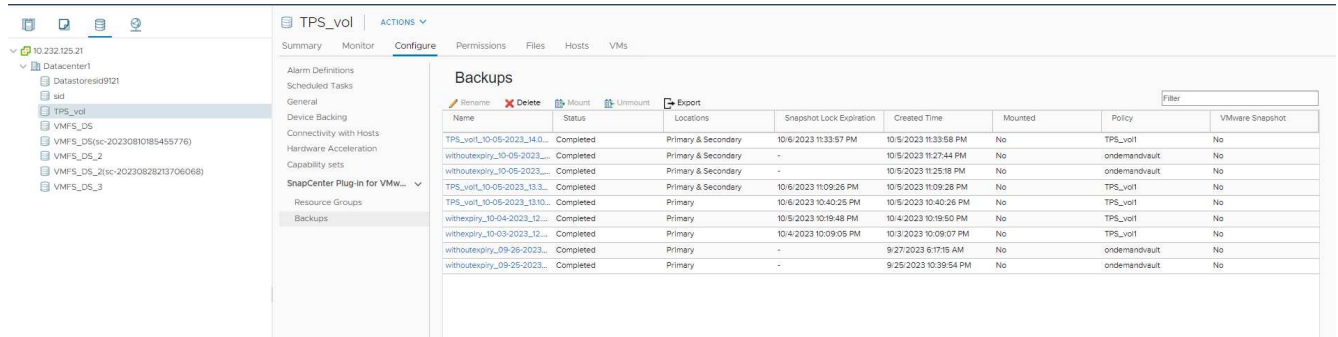 TPS_vol ACTIONS
Summary Monitor Configure Permissions Files Hosts VMs
10.232.125.21
Datacenter1
Datastoresid9121
sid
TPS_vol
VMFS_DS
VMFS_DS(sc-20230810185455776)
VMFS_DS_2
VMFS_DS_2(sc-20230828213706068)
VMFS_DS_3
Alarm Definitions
Scheduled Tasks
General
Device Backing
Connectivity with Hosts
Hardware Acceleration
Capability sets
SnapCenter Plug-in for VMw...
Resource Groups
Backups
Backups
Rename Delete Mount Unmount Export Filter
Name Status Locations Snapshot Lock Expiration Created Time Mounted Policy VMware Snapshot
TPS_vol1_10-05-2023_14.0... Completed Primary & Secondary 10/6/2023 11:33:57 PM 10/5/2023 11:33:58 PM No TPS_vol1 No
withoutexpiry_10-05-2023_... Completed Primary & Secondary - 10/5/2023 11:27:44 PM No ondemandvault No
withoutexpiry_10-05-2023_... Completed Primary & Secondary - 10/5/2023 11:25:18 PM No ondemandvault No
TPS_vol1_10-05-2023_13.3... Completed Primary & Secondary 10/6/2023 11:09:26 PM 10/5/2023 11:09:28 PM No TPS_vol1 No
TPS_vol1_10-05-2023_13.10... Completed Primary 10/6/2023 10:40:25 PM 10/5/2023 10:40:26 PM No TPS_vol1 No
withexpiry_10-04-2023_12.... Completed Primary 10/5/2023 10:19:48 PM 10/4/2023 10:19:50 PM No TPS_vol1 No
withexpiry_10-03-2023_12.... Completed Primary 10/4/2023 10:09:05 PM 10/3/2023 10:09:07 PM No TPS_vol1 No
withoutexpiry_09-26-2023... Completed Primary - 9/27/2023 6:17:15 AM No ondemandvault No
withoutexpiry_09-25-2023... Completed Primary - 9/25/2023 10:39:54 PM No ondemandvault No